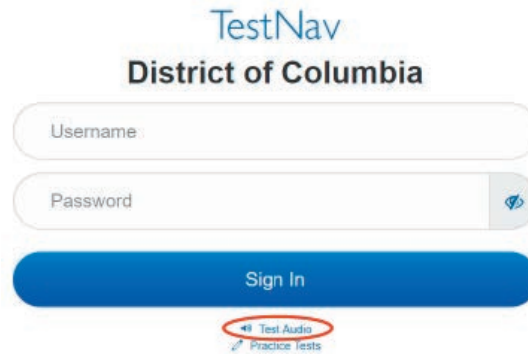 TestNav
District of Columbia
Username
Password
Sign In
Test Audio
Practice Tests